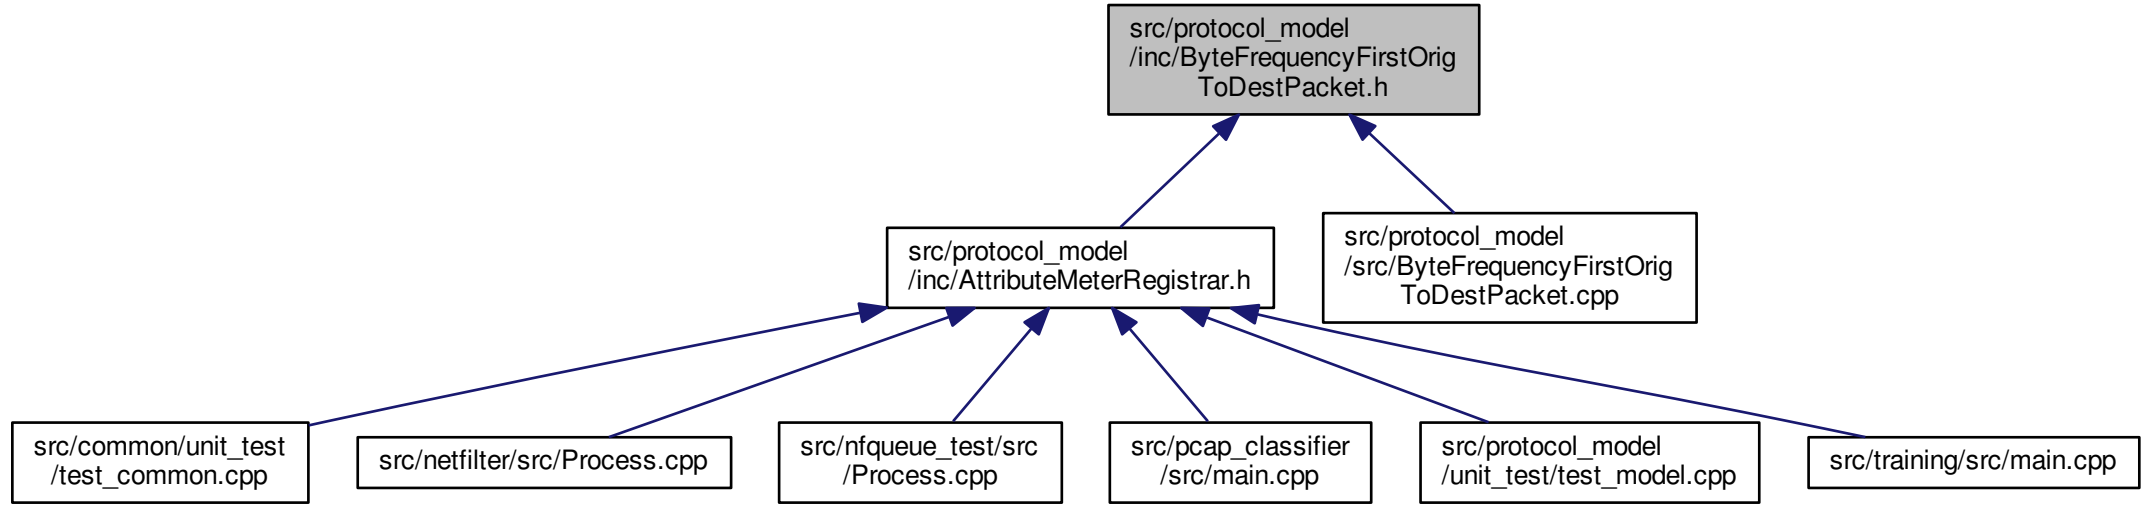 src/protocol_model
/inc/ByteFrequencyFirstOrig
ToDestPacket.h
src/protocol_model
/inc/AttributeMeterRegistrar.h
src/protocol_model
/src/ByteFrequencyFirstOrig
ToDestPacket.cpp
src/common/unit_test
/test_common.cpp
src/netfilter/src/Process.cpp
src/nfqueue_test/src
/Process.cpp
src/pcap_classifier
/src/main.cpp
src/protocol_model
/unit_test/test_model.cpp
src/training/src/main.cpp